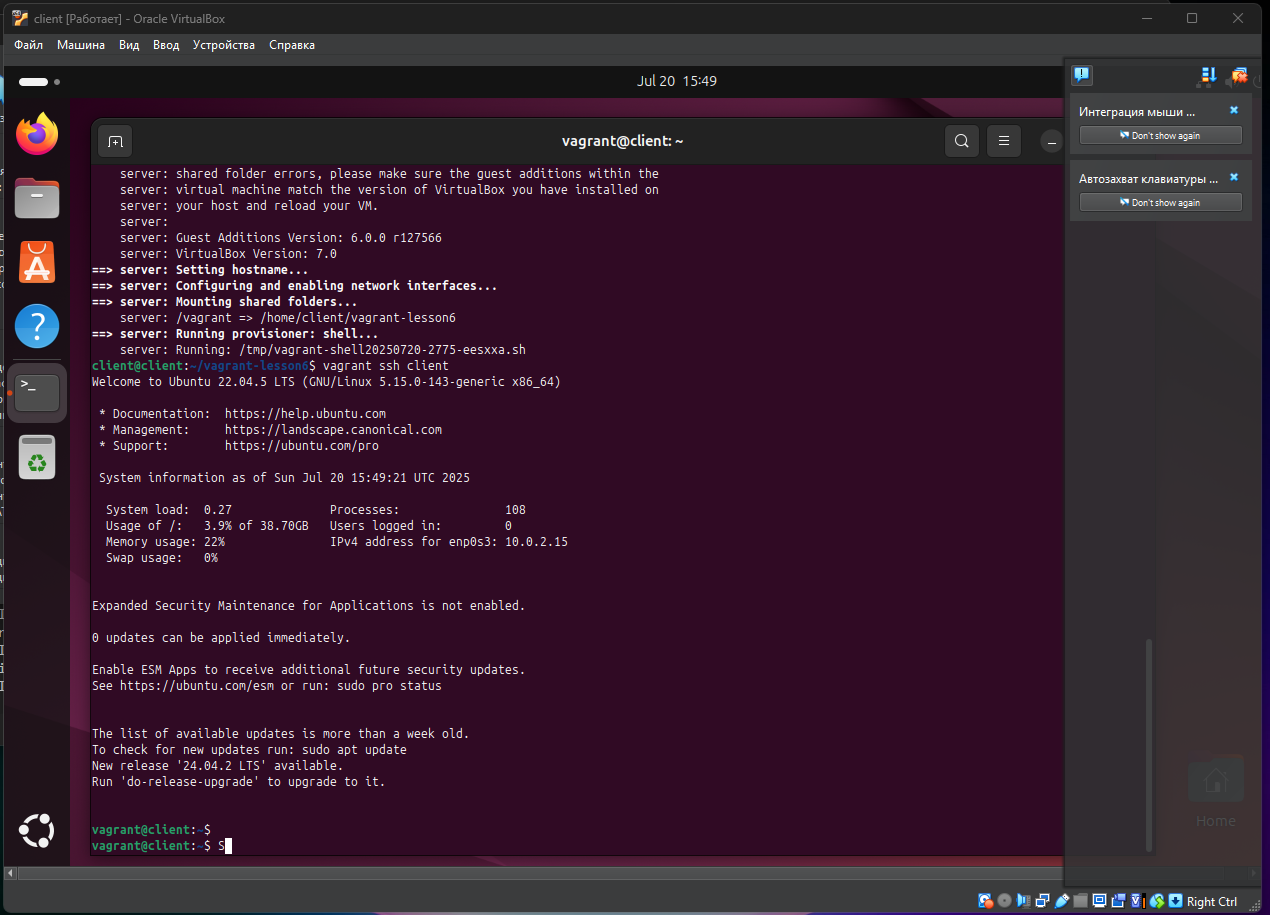 client [Работает] - Oracle VirtualBox
Файл Машина Вид Ввод Устройства Справка
Jul 20 15:49
vagrant@client: ~
Интеграция мыши ...
Don't show again
Автозахват клавиатуры ...
Don't show again
server: shared folder errors, please make sure the guest additions within the
server: virtual machine match the version of VirtualBox you have installed on
server: your host and reload your VM.
server:
server: Guest Additions Version: 6.0.0 r127566
server: VirtualBox Version: 7.0
==> server: Setting hostname...
==> server: Configuring and enabling network interfaces...
==> server: Mounting shared folders...
server: /vagrant => /home/client/vagrant-lesson6
==> server: Running provisioner: shell...
server: Running: /tmp/vagrant-shell20250720-2775-eesxxa.sh
client@client:~/vagrant-lesson6$ vagrant ssh client
Welcome to Ubuntu 22.04.5 LTS (GNU/Linux 5.15.0-143-generic x86_64)
* Documentation: https://help.ubuntu.com
* Management: https://landscape.canonical.com
* Support: https://ubuntu.com/pro
System information as of Sun Jul 20 15:49:21 UTC 2025
System load: 0.27 Processes: 108
Usage of /: 3.9% of 38.70GB Users logged in: 0
Memory usage: 22% IPv4 address for enp0s3: 10.0.2.15
Swap usage: 0%
Expanded Security Maintenance for Applications is not enabled.
0 updates can be applied immediately.
Enable ESM Apps to receive additional future security updates.
See https://ubuntu.com/esm or run: sudo pro status
The list of available updates is more than a week old.
To check for new updates run: sudo apt update
New release '24.04.2 LTS' available.
Run 'do-release-upgrade' to upgrade to it.
vagrant@client:~$
vagrant@client:~$ S
Home
Right Ctrl